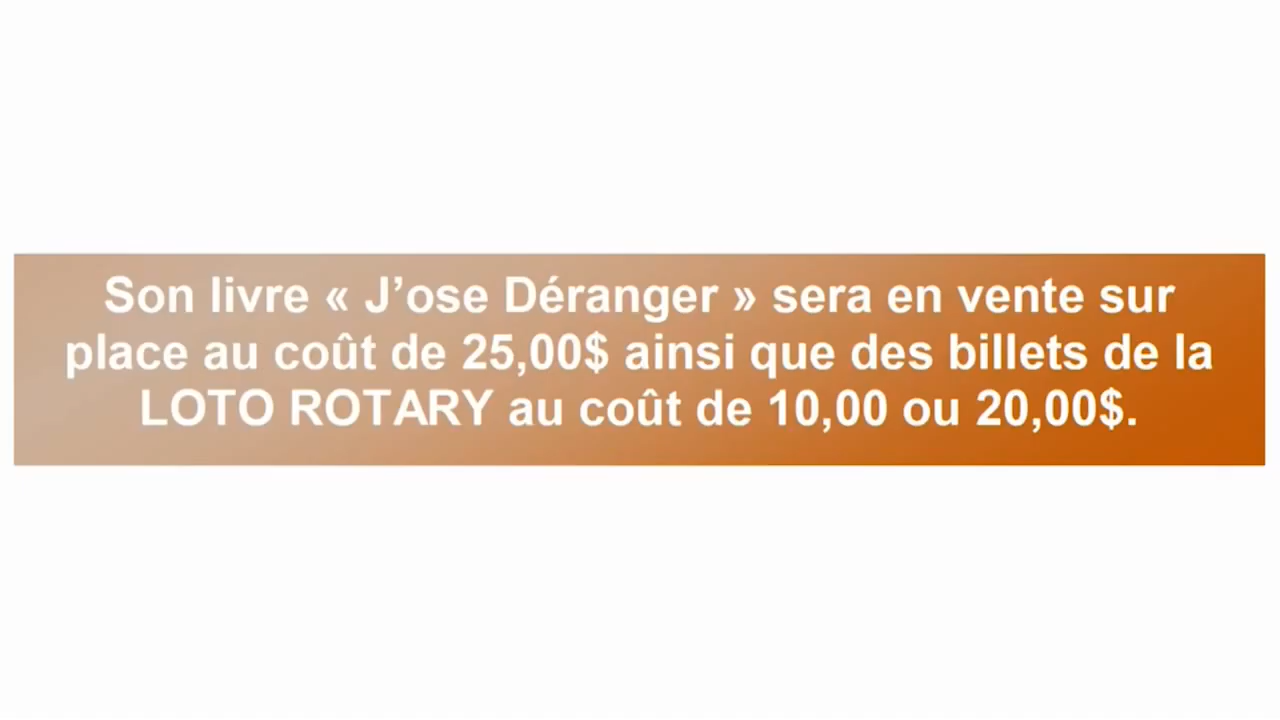 Son livre « J’ose Déranger » sera en vente sur
place au coût de 25,00$ ainsi que des billets de la
LOTO ROTARY au coût de 10,00 ou 20,00$.